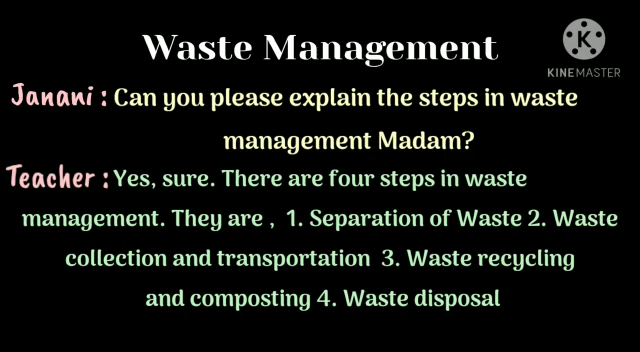 Waste Management
KINEMASTER
Janani : Can you please explain the steps in waste
management Madam?
Teacher : Yes, sure. There are four steps in waste
management. They are , 1. Separation of Waste 2. Waste
collection and transportation 3. Waste recycling
and composting 4. Waste disposal